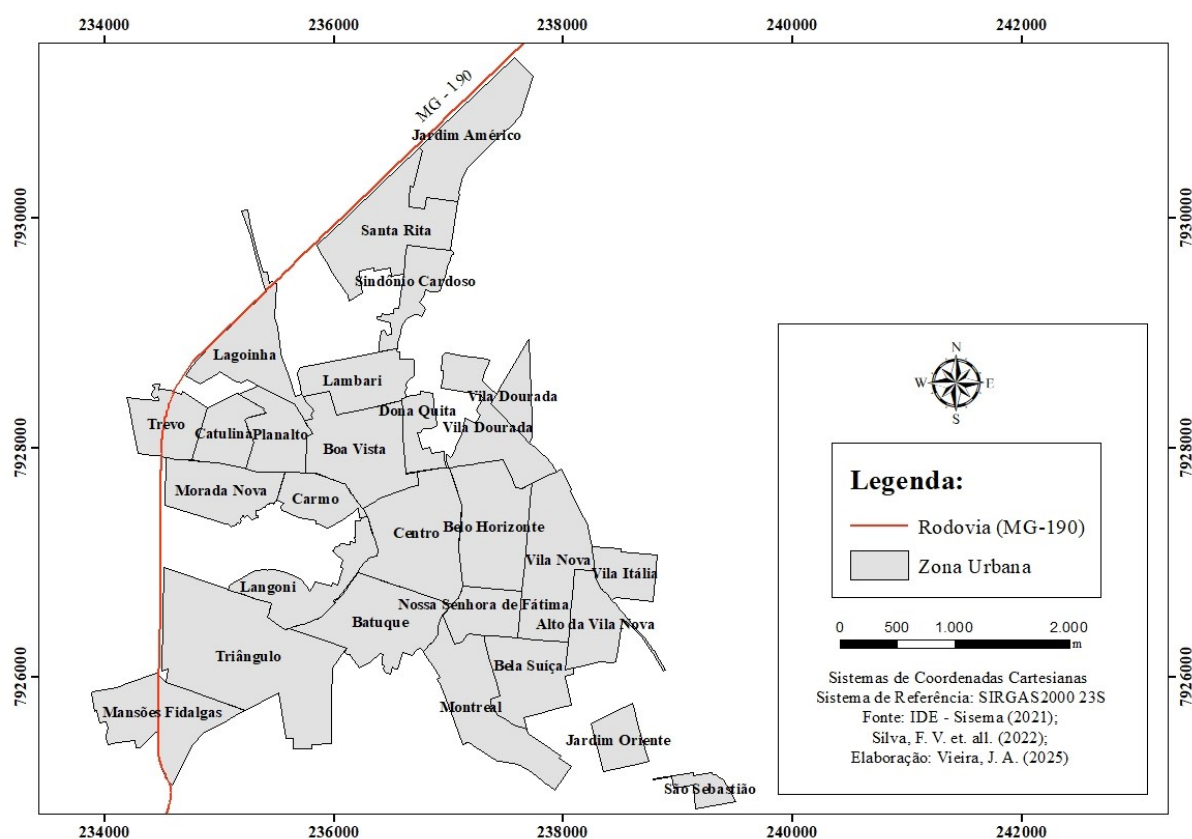 234000 236000 238000 240000 242000
MG - 190
Jardim Américo
7930000 7930000
Santa Rita
Sindônio Cardoso
Lagoinha
Lambari
Dona Quita
Vila Dourada
Trevo
Catulina
Planalto
Boa Vista
Vila Dourada
7928000 7928000
Morada Nova
Carmo
Centro
Belo Horizonte
Vila Nova
Vila Itália
Langoni
Nossa Senhora de Fátima
Batuque
Alto da Vila Nova
Triângulo
Bela Suíça
7926000 7926000
Mansões Fidalgas
Montreal
Jardim Oriente
São Sebastião
N
W E
S
Legenda:
Rodovia (MG-190)
Zona Urbana
0 500 1.000 2.000
m
Sistemas de Coordenadas Cartesianas
Sistema de Referência: SIRGAS2000 23S
Fonte: IDE - Sisema (2021);
Silva, F. V. et. all. (2022);
Elaboração: Vieira, J. A. (2025)
234000 236000 238000 240000 242000